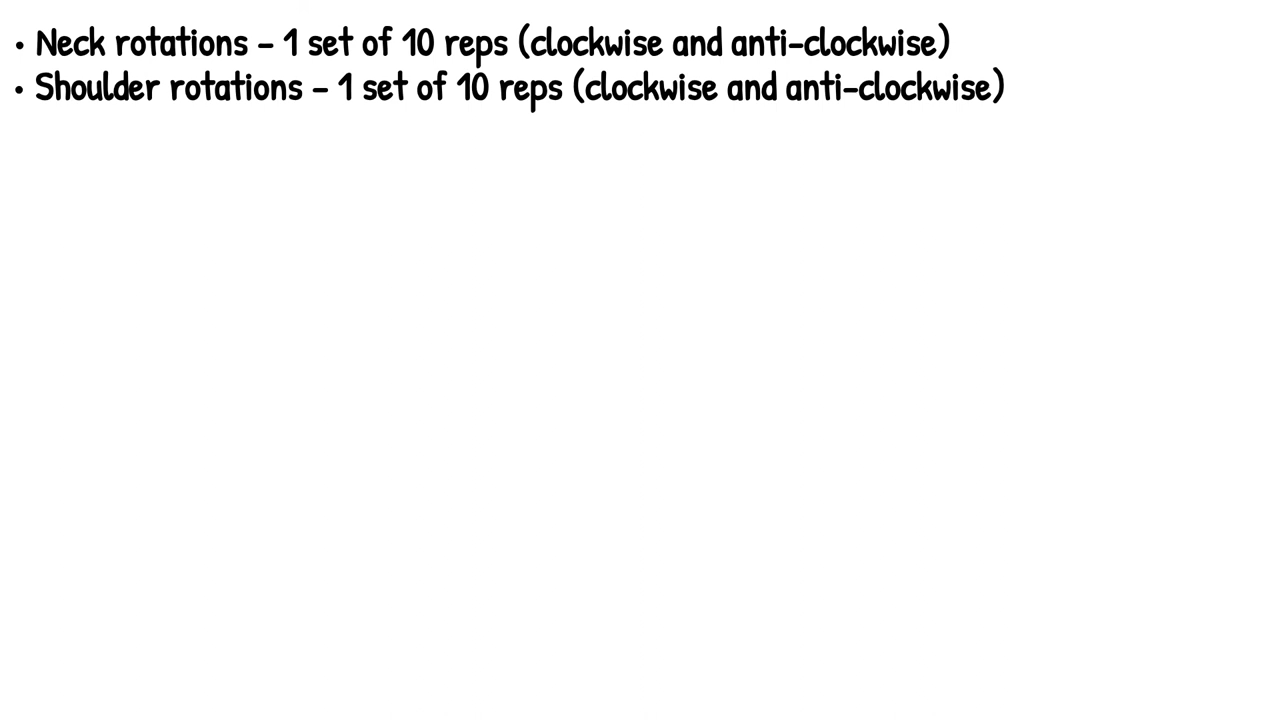 • Neck rotations – 1 set of 10 reps (clockwise and anti-clockwise)
• Shoulder rotations – 1 set of 10 reps (clockwise and anti-clockwise)